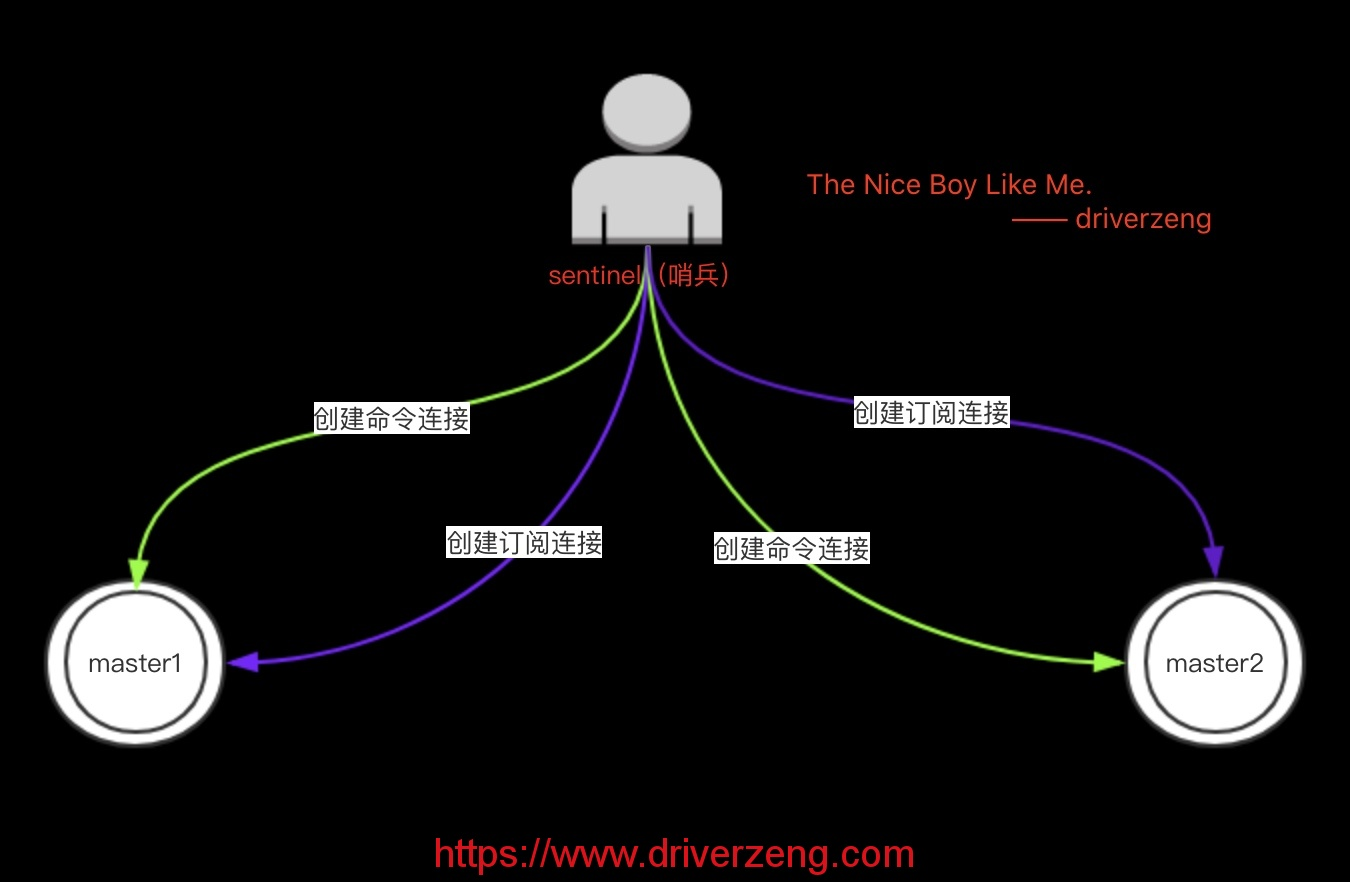 The Nice Boy Like Me.
—— driverzeng
sentinel（哨兵）
创建命令连接
创建订阅连接
创建订阅连接
创建命令连接
master1
master2
https://www.driverzeng.com